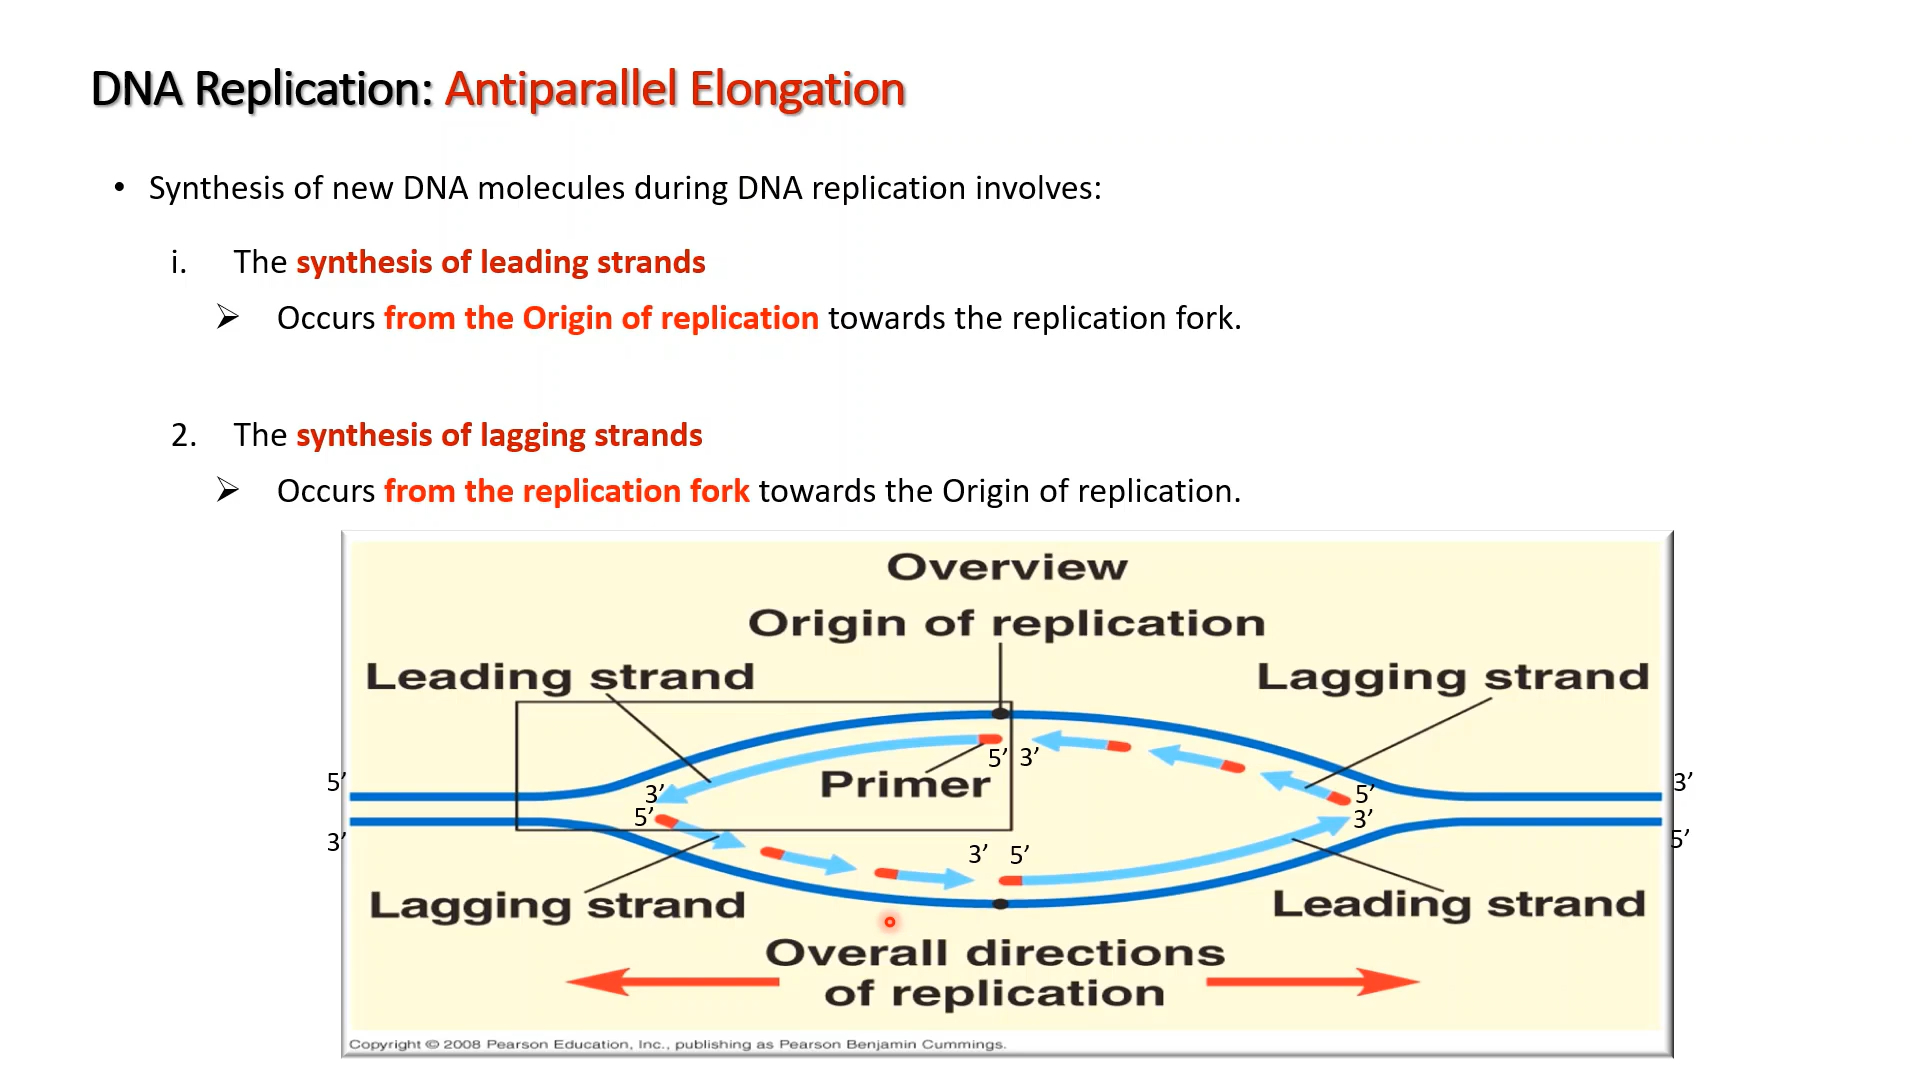 DNA Replication: Antiparallel Elongation
• Synthesis of new DNA molecules during DNA replication involves:
i. The synthesis of leading strands
➢ Occurs from the Origin of replication towards the replication fork.
2. The synthesis of lagging strands
➢ Occurs from the replication fork towards the Origin of replication.
Overview
Origin of replication
Leading strand
Lagging strand
5’ 3’
Primer
5’
3’
3’
5’
3’
5’
5’
3’
3’
5’
3’ 5’
Lagging strand
Leading strand
Overall directions
of replication
Copyright © 2008 Pearson Education, Inc., publishing as Pearson Benjamin Cummings.